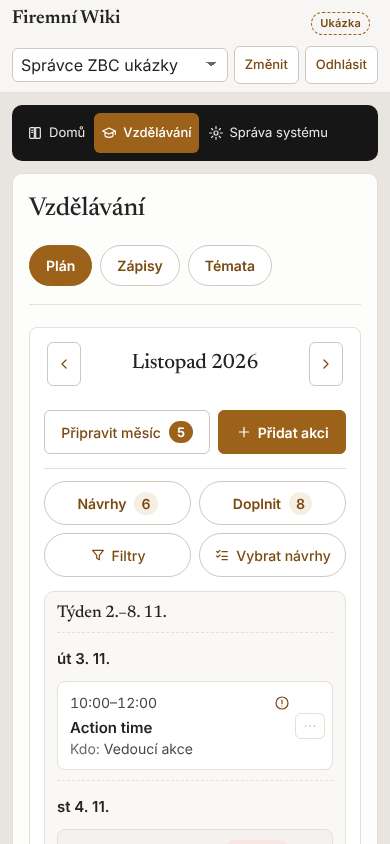 Firemní Wiki
Ukázka
Správce ZBC ukázky
Změnit
Odhlásit
Domů
Vzdělávání
Správa systému
Vzdělávání
Plán
Zápisy
Témata
Listopad 2026
Připravit měsíc 5
+ Přidat akci
Návrhy 6
Doplnit 8
Filtry
Vybrat návrhy
Týden 2.–8. 11.
út 3. 11.
10:00–12:00
Action time
Kdo: Vedoucí akce
st 4. 11.